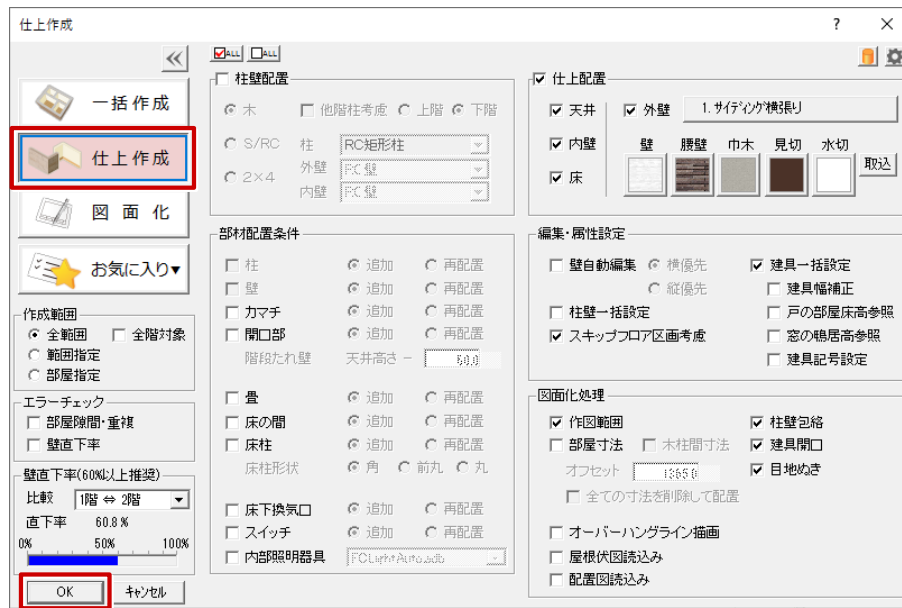 仕上作成 ? ×
ALL ALL
一括作成
仕上作成
図面化
お気に入り▼
作成範囲
全範囲 全階対象
範囲指定
部屋指定
エラーチェック
部屋隙間・重複
壁直下率
壁直下率(60%以上推奨)
比較 1階 ⇔ 2階
直下率 60.8 %
0% 50% 100%
OK キャンセル
柱壁配置
木 他階柱考慮 上階 下階
S/RC 柱 RC矩形柱
2×4 外壁 RC壁
内壁 RC壁
部材配置条件
柱 追加 再配置
壁 追加 再配置
カマチ 追加 再配置
開口部 追加 再配置
階段たれ壁 天井高さ － 50.0
畳 追加 再配置
床の間 追加 再配置
床柱 追加 再配置
床柱形状 角 前丸 丸
床下換気口 追加 再配置
スイッチ 追加 再配置
内部照明器具 FCLightAuto.adb
仕上配置
天井 外壁 1. サイディング横張り
内壁 壁 腰壁 巾木 見切 水切
床 取込
編集・属性設定
壁自動編集 横優先 建具一括設定
縦優先 建具幅補正
柱壁一括設定 戸の部屋床高参照
スキップフロア区画考慮 窓の鴨居高参照
建具記号設定
図面化処理
作図範囲 柱壁包絡
部屋寸法 木柱間寸法 建具開口
オフセット 1365.0 目地ぬき
全ての寸法を削除して配置
オーバーハングライン描画
屋根伏図読込み
配置図読込み